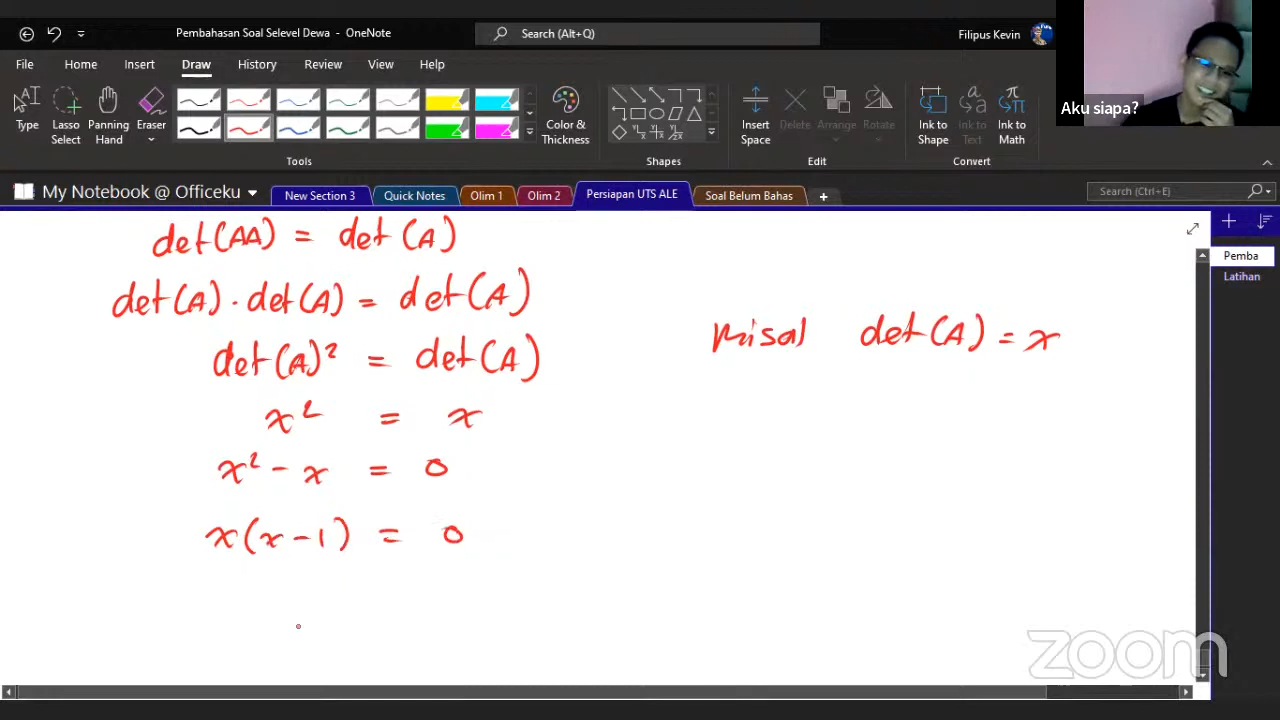 Pembahasan Soal Selevel Dewa - OneNote
Search (Alt+Q)
Filipus Kevin
Aku siapa?
File Home Insert Draw History Review View Help
Type
Lasso Select
Panning Hand
Eraser
Color & Thickness
Insert Space
Delete
Arrange
Rotate
Ink to Shape
Ink to Text
Ink to Math
Tools
Shapes
Edit
Convert
My Notebook @ Officeku
New Section 3
Quick Notes
Olim 1
Olim 2
Persiapan UTS ALE
Soal Belum Bahas
Search (Ctrl+E)
Pemba
Latihan
det(AA) = det(A)
det(A) · det(A) = det(A)
det(A)² = det(A)
misal det(A) = x
x² = x
x² - x = 0
x(x-1) = 0
zoom